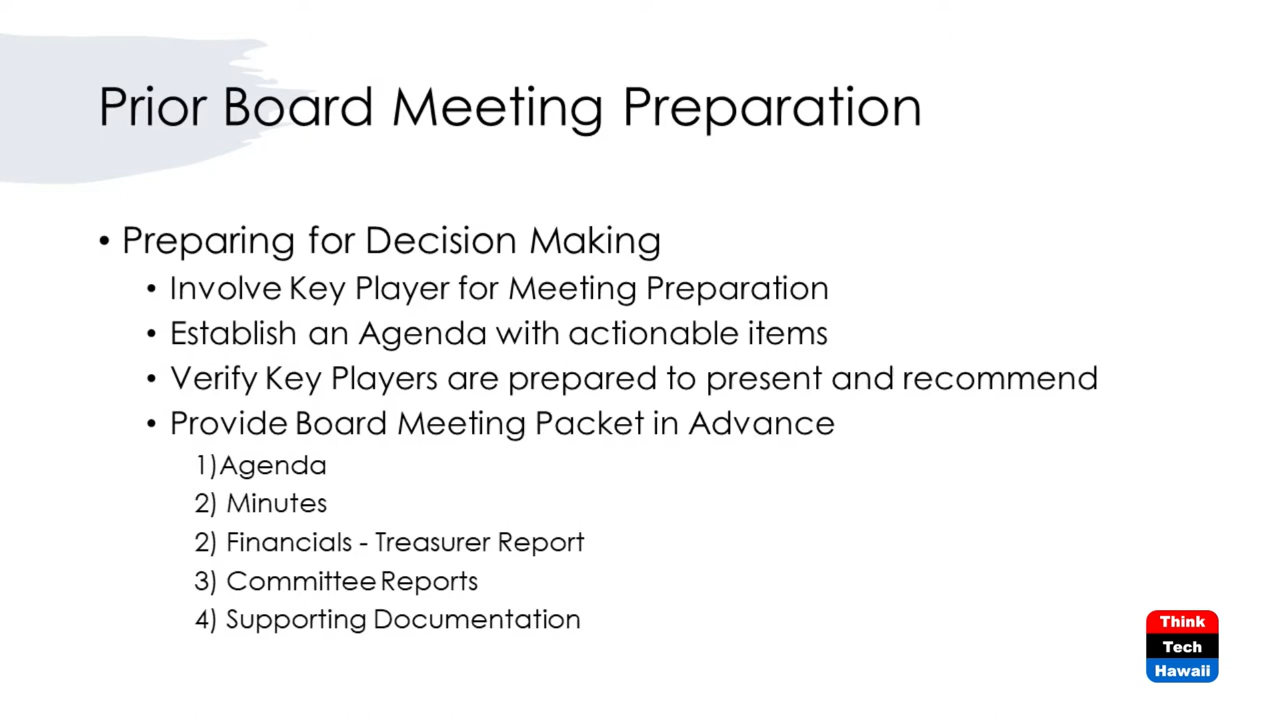 Prior Board Meeting Preparation
• Preparing for Decision Making
• Involve Key Player for Meeting Preparation
• Establish an Agenda with actionable items
• Verify Key Players are prepared to present and recommend
• Provide Board Meeting Packet in Advance
1)Agenda
2) Minutes
2) Financials - Treasurer Report
3) Committee Reports
4) Supporting Documentation
Think
Tech
Hawaii